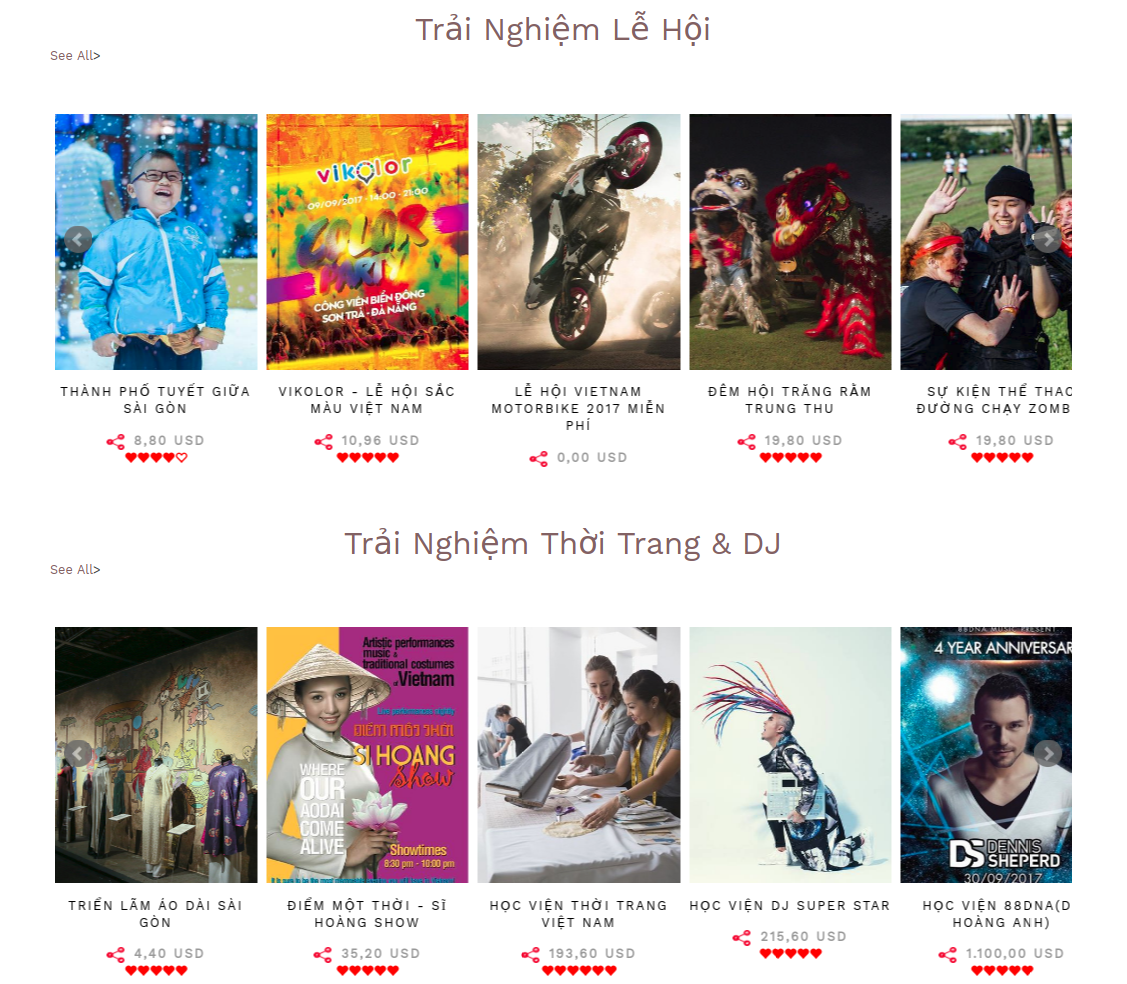 Trải Nghiệm Lễ Hội
See All>
vikolor
09/09/2017 - 14:00 - 21:00
COLOR
PARTY
CÔNG VIÊN BIỂN ĐÔNG
SƠN TRÀ - ĐÀ NẴNG
THÀNH PHỐ TUYẾT GIỮA
SÀI GÒN
8,80 USD
VIKOLOR - LỄ HỘI SẮC
MÀU VIỆT NAM
10,96 USD
LỄ HỘI VIETNAM
MOTORBIKE 2017 MIỄN
PHÍ
0,00 USD
ĐÊM HỘI TRĂNG RẰM
TRUNG THU
19,80 USD
SỰ KIỆN THỂ THAO
ĐƯỜNG CHẠY ZOMB
19,80 USD
Trải Nghiệm Thời Trang & DJ
See All>
Artistic performances
music &
traditional costumes
of Vietnam
Live performances nightly
ĐIỂM MỘT THỜI
SI HOANG
show
WHERE
OUR
AODAI
COME
ALIVE
Showtimes
8:30 pm - 10:00 pm
88DNA MUSIC PRESENT
4 YEAR ANNIVERSAR
DS DENNIS
SHEPERD
30/09/2017
TRIỂN LÃM ÁO DÀI SÀI
GÒN
4,40 USD
ĐIỂM MỘT THỜI - SĨ
HOÀNG SHOW
35,20 USD
HỌC VIỆN THỜI TRANG
VIỆT NAM
193,60 USD
HỌC VIỆN DJ SUPER STAR
215,60 USD
HỌC VIỆN 88DNA(D
HOÀNG ANH)
1.100,00 USD